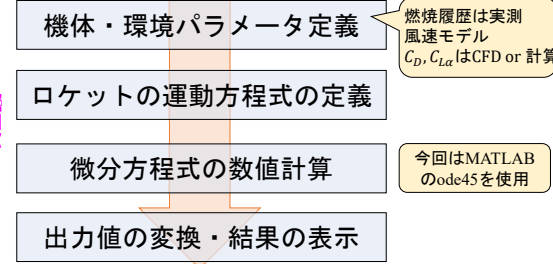 機体・環境パラメータ定義
燃焼履歴は実測
風速モデル
C_D, C_{Lα}はCFD or 計算
ロケットの運動方程式の定義
微分方程式の数値計算
今回はMATLAB
のode45を使用
出力値の変換・結果の表示